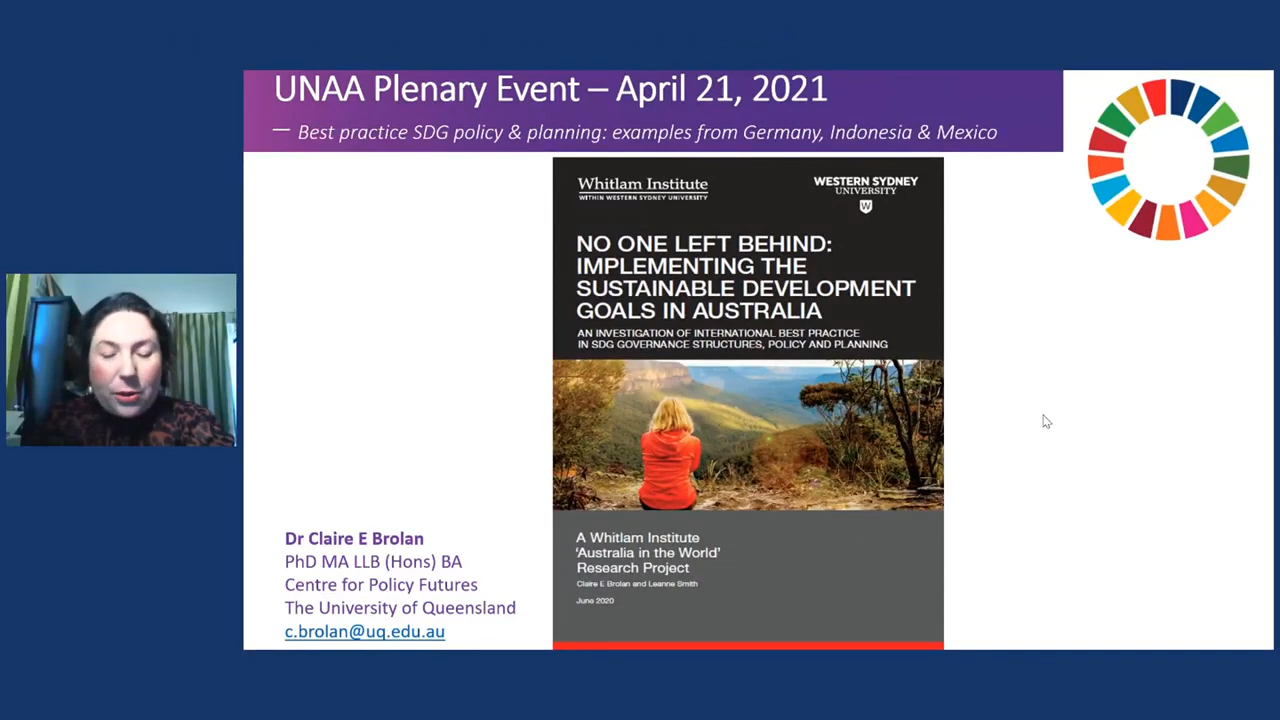 UNAA Plenary Event – April 21, 2021
— Best practice SDG policy & planning: examples from Germany, Indonesia & Mexico
Whitlam Institute
WITHIN WESTERN SYDNEY UNIVERSITY
WESTERN SYDNEY
UNIVERSITY
W
NO ONE LEFT BEHIND:
IMPLEMENTING THE
SUSTAINABLE DEVELOPMENT
GOALS IN AUSTRALIA
AN INVESTIGATION OF INTERNATIONAL BEST PRACTICE
IN SDG GOVERNANCE STRUCTURES, POLICY AND PLANNING
A Whitlam Institute
'Australia in the World'
Research Project
Claire E Brolan and Leanne Smith
June 2020
Dr Claire E Brolan
PhD MA LLB (Hons) BA
Centre for Policy Futures
The University of Queensland
c.brolan@uq.edu.au